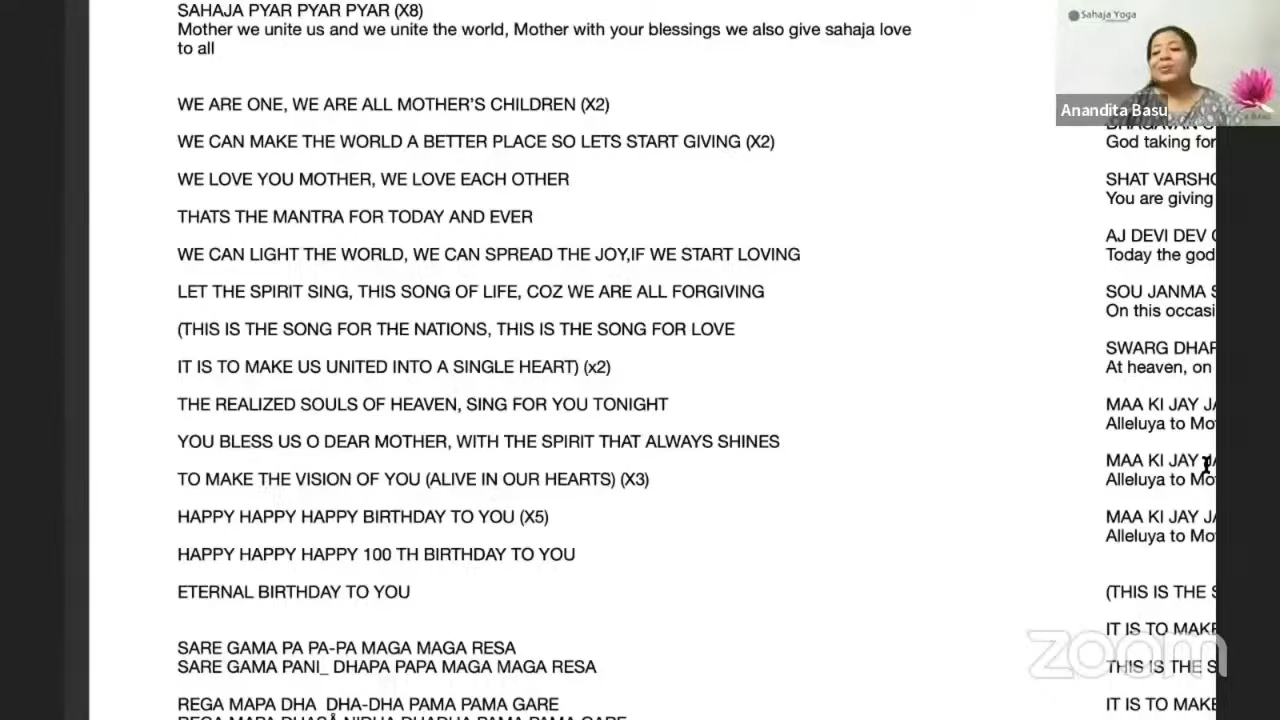 SAHAJA PYAR PYAR PYAR (X8)
Mother we unite us and we unite the world, Mother with your blessings we also give sahaja love
to all
WE ARE ONE, WE ARE ALL MOTHER'S CHILDREN (X2)
WE CAN MAKE THE WORLD A BETTER PLACE SO LETS START GIVING (X2)
WE LOVE YOU MOTHER, WE LOVE EACH OTHER
THATS THE MANTRA FOR TODAY AND EVER
WE CAN LIGHT THE WORLD, WE CAN SPREAD THE JOY,IF WE START LOVING
LET THE SPIRIT SING, THIS SONG OF LIFE, COZ WE ARE ALL FORGIVING
(THIS IS THE SONG FOR THE NATIONS, THIS IS THE SONG FOR LOVE
IT IS TO MAKE US UNITED INTO A SINGLE HEART) (x2)
THE REALIZED SOULS OF HEAVEN, SING FOR YOU TONIGHT
YOU BLESS US O DEAR MOTHER, WITH THE SPIRIT THAT ALWAYS SHINES
TO MAKE THE VISION OF YOU (ALIVE IN OUR HEARTS) (X3)
HAPPY HAPPY HAPPY BIRTHDAY TO YOU (X5)
HAPPY HAPPY HAPPY 100 TH BIRTHDAY TO YOU
ETERNAL BIRTHDAY TO YOU
SARE GAMA PA PA-PA MAGA MAGA RESA
SARE GAMA PANI_ DHAPA PAPA MAGA MAGA RESA
REGA MAPA DHA DHA-DHA PAMA PAMA GARE
Sahaja Yoga
Anandita Basu
God taking for
SHAT VARSHO
You are giving
AJ DEVI DEV
Today the god
SOU JANMA
On this occasi
SWARG DHAR
At heaven, on
MAA KI JAY
Alleluya to Mo
MAA KI JAY
Alleluya to Mo
MAA KI JAY
Alleluya to Mo
(THIS IS THE
IT IS TO MAKE
THIS IS THE
IT IS TO MAKE
zoom